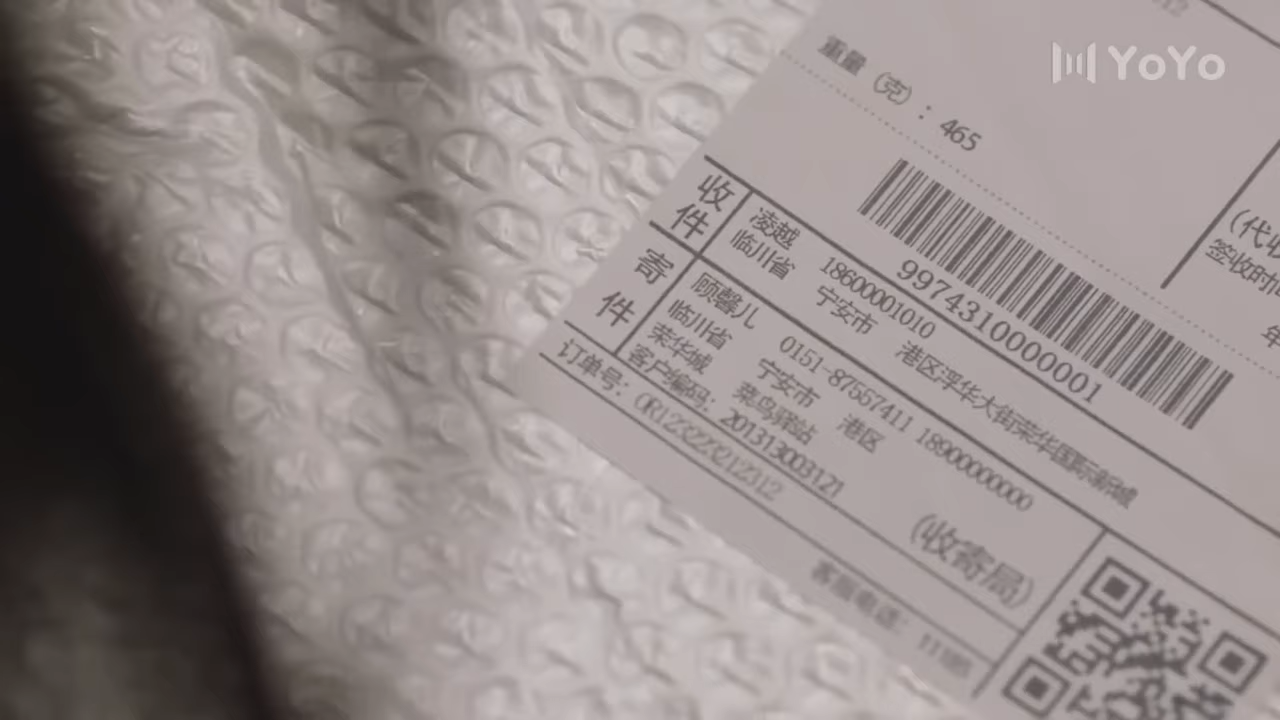 YoYo
重量（克）：465
9974310000001
(代收
签收时
年
收件
凌越 18600001010
临川省 宁安市 港区浮华大街荣华国际新城
寄件
顾馨儿 0151-87557411 18900000000
临川省 宁安市 港区
荣华城 菜鸟驿站
客户编码：201313003121
(收寄局)
订单号：
客服电话：11185